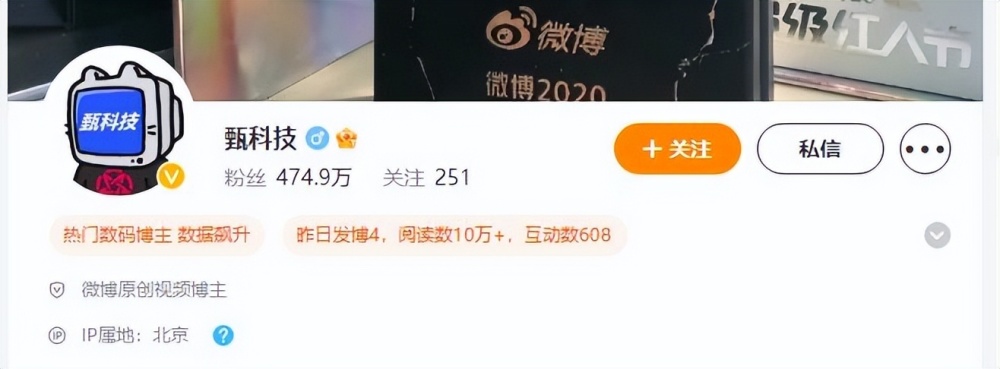 微博
微博2020
级红人节
甄科技
甄科技
粉丝 474.9万 关注 251
+ 关注
私信
V
热门数码博主 数据飙升
昨日发博4，阅读数10万+，互动数608
微博原创视频博主
IP IP属地：北京 ?